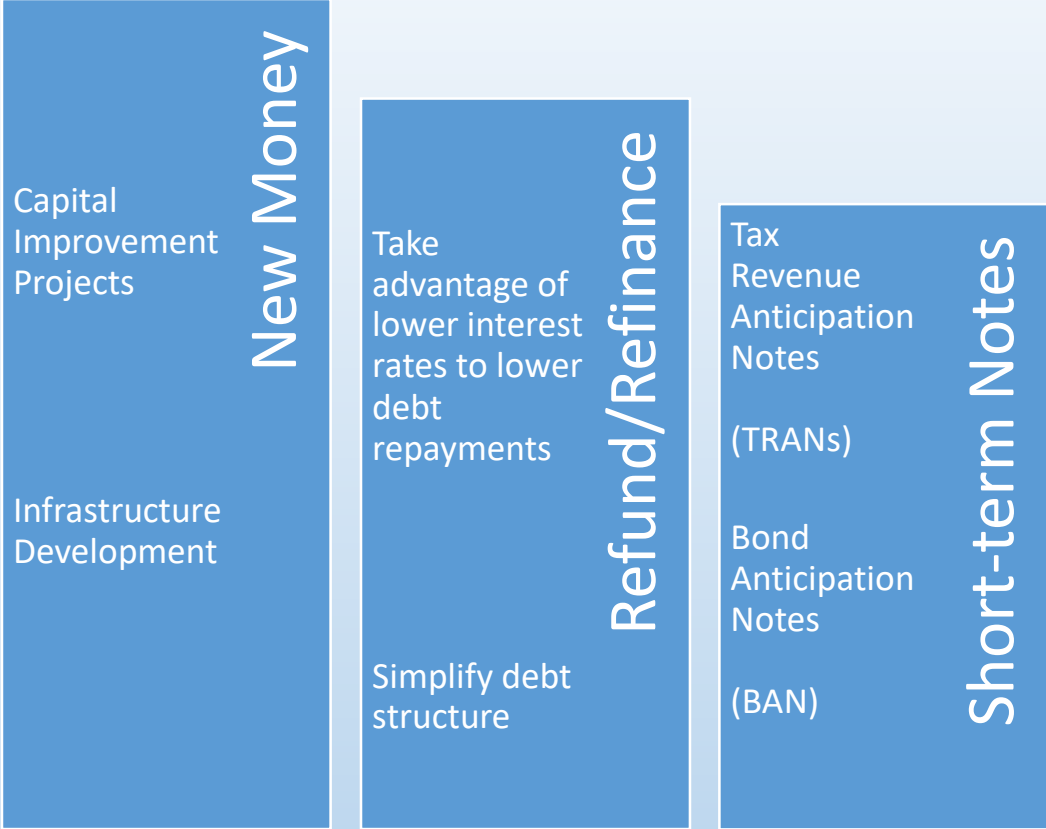 New Money
Capital
Improvement
Projects
Infrastructure
Development
Refund/Refinance
Take
advantage of
lower interest
rates to lower
debt
repayments
Simplify debt
structure
Short-term Notes
Tax
Revenue
Anticipation
Notes
(TRANs)
Bond
Anticipation
Notes
(BAN)